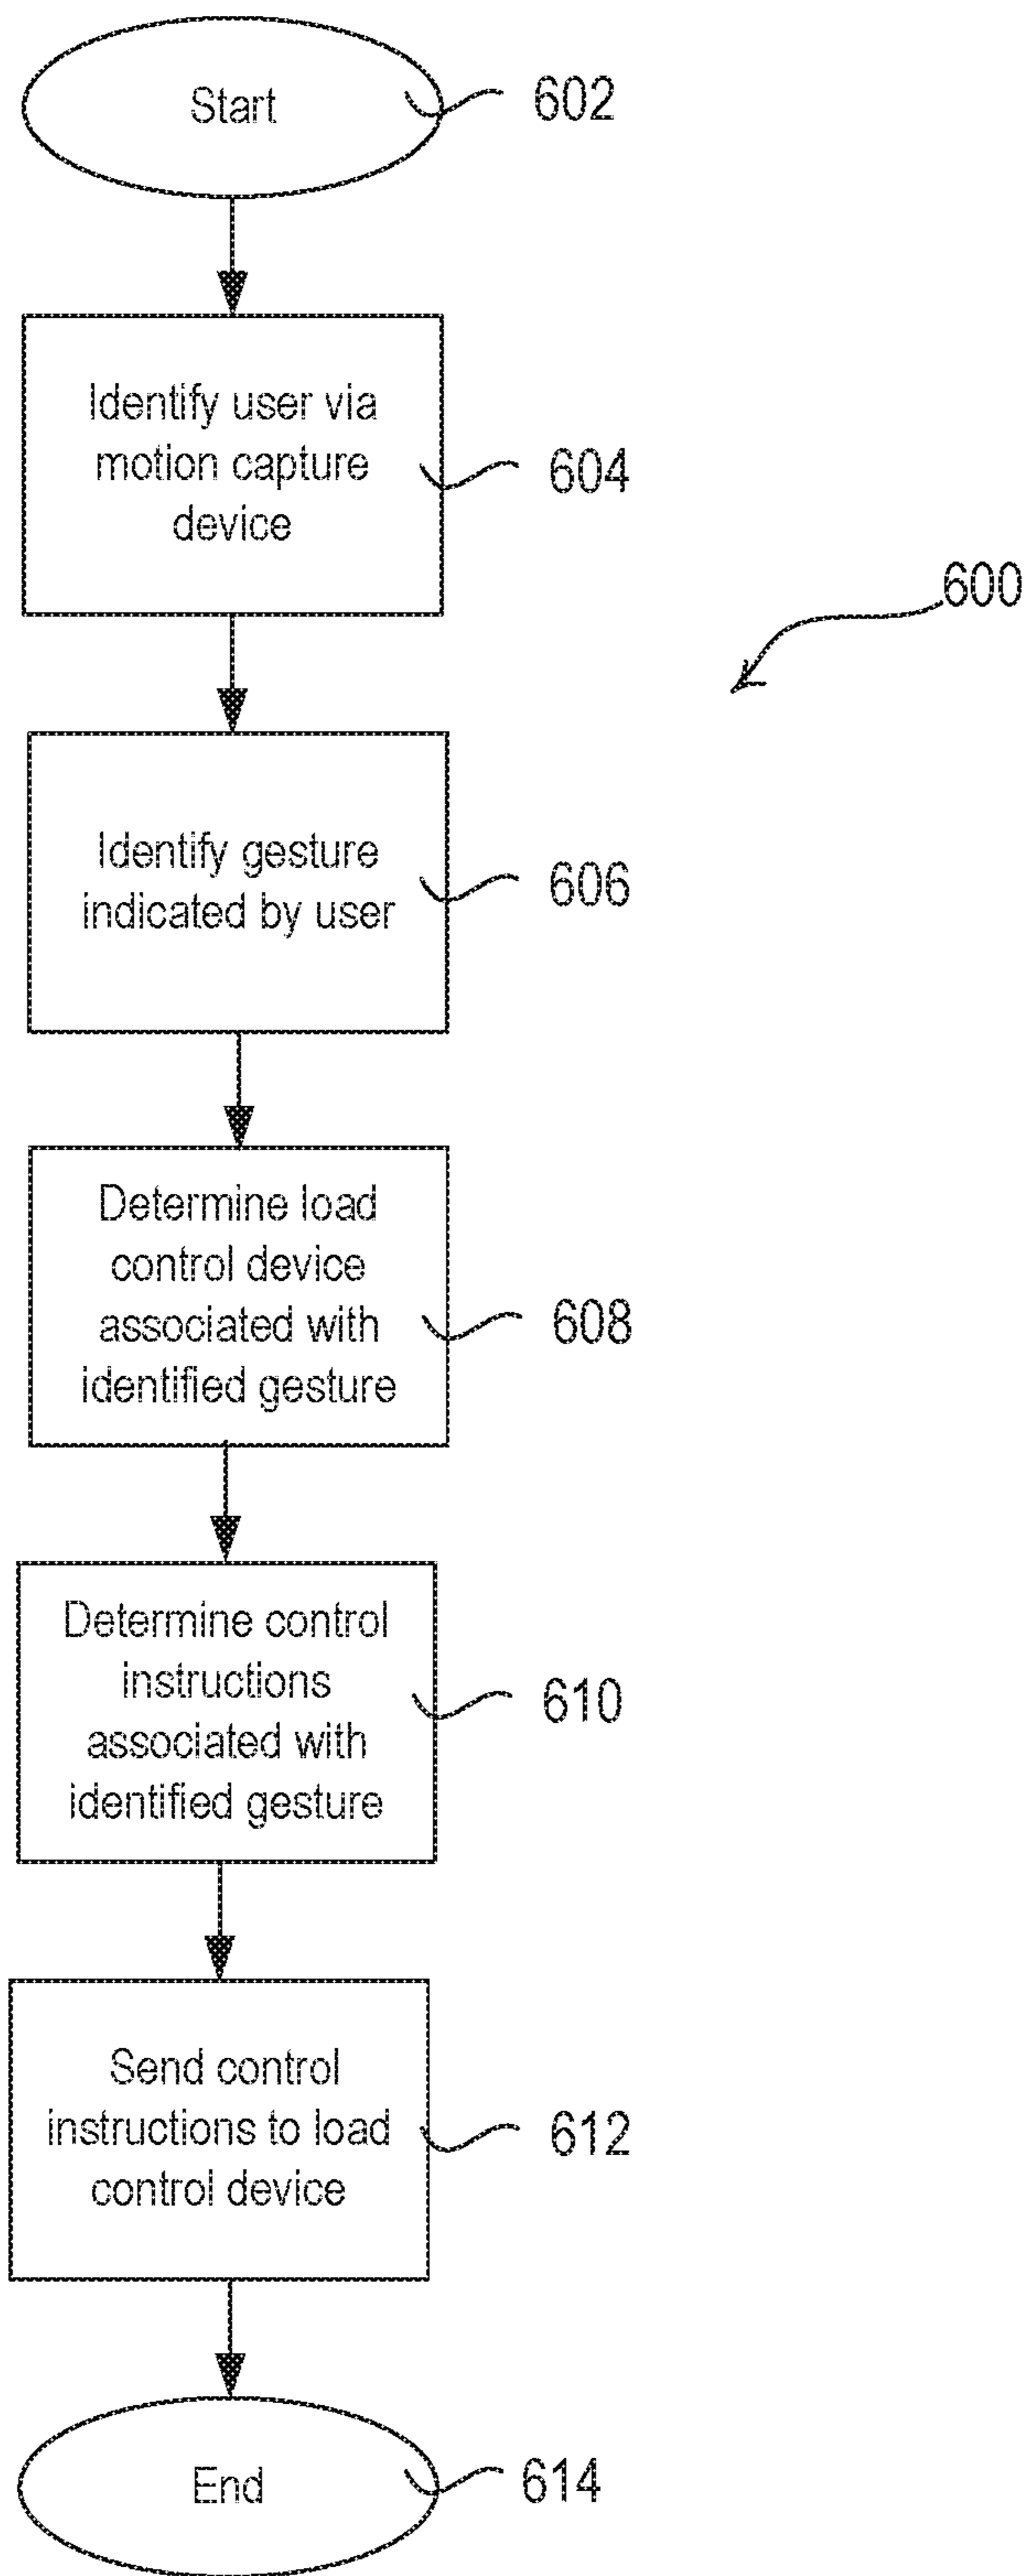 Start
602
Identify user via
motion capture
device
604
600
Identify gesture
indicated by user
606
Determine load
control device
associated with
identified gesture
608
Determine control
instructions
associated with
identified gesture
610
Send control
instructions to load
control device
612
End
614